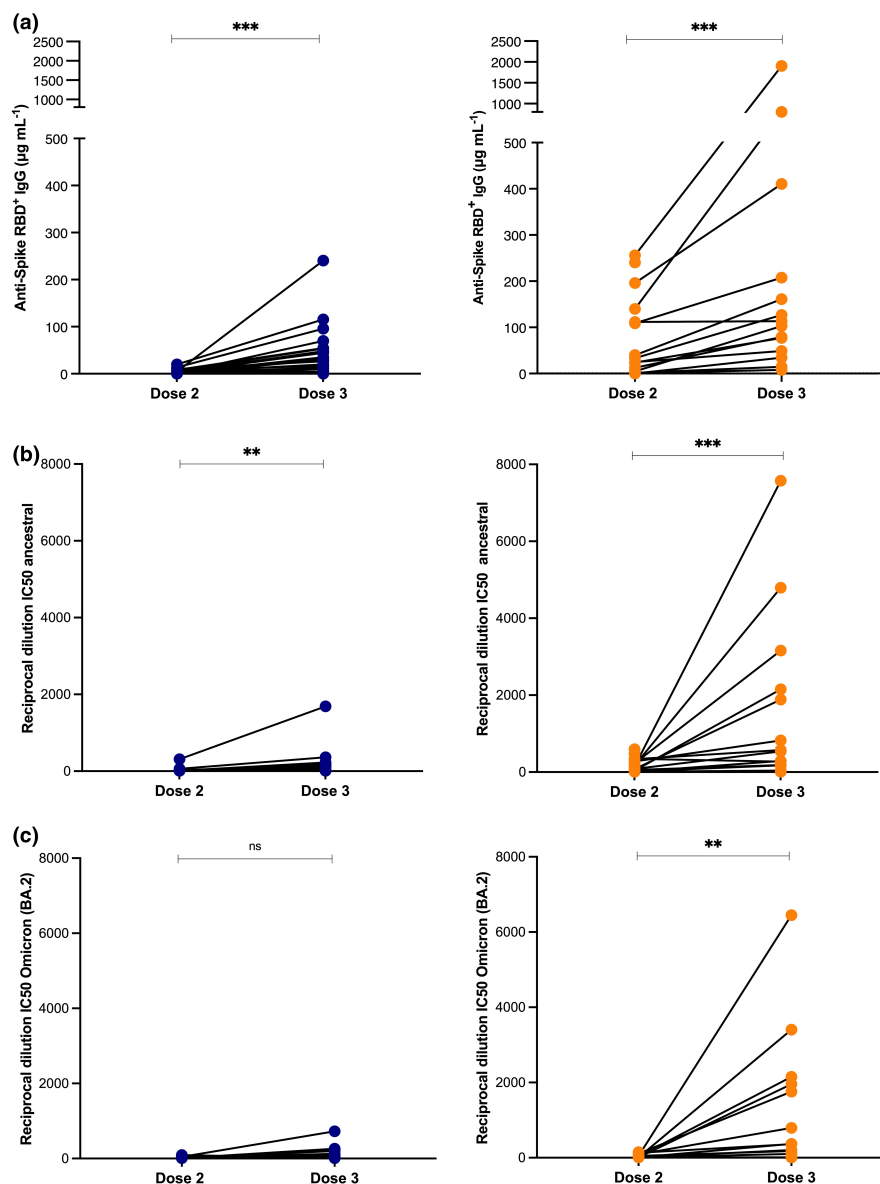 (a)
***
2500
2000
1500
1000
500
400
300
200
100
0
Anti-Spike RBD+ IgG (µg mL-1)
Dose 2 Dose 3
***
2500
2000
1500
1000
500
400
300
200
100
0
Anti-Spike RBD+ IgG (µg mL-1)
Dose 2 Dose 3
(b)
**
8000
6000
4000
2000
0
Reciprocal dilution IC50 ancestral
Dose 2 Dose 3
***
8000
6000
4000
2000
0
Reciprocal dilution IC50 ancestral
Dose 2 Dose 3
(c)
ns
8000
6000
4000
2000
0
Reciprocal dilution IC50 Omicron (BA.2)
Dose 2 Dose 3
**
8000
6000
4000
2000
0
Reciprocal dilution IC50 Omicron (BA.2)
Dose 2 Dose 3